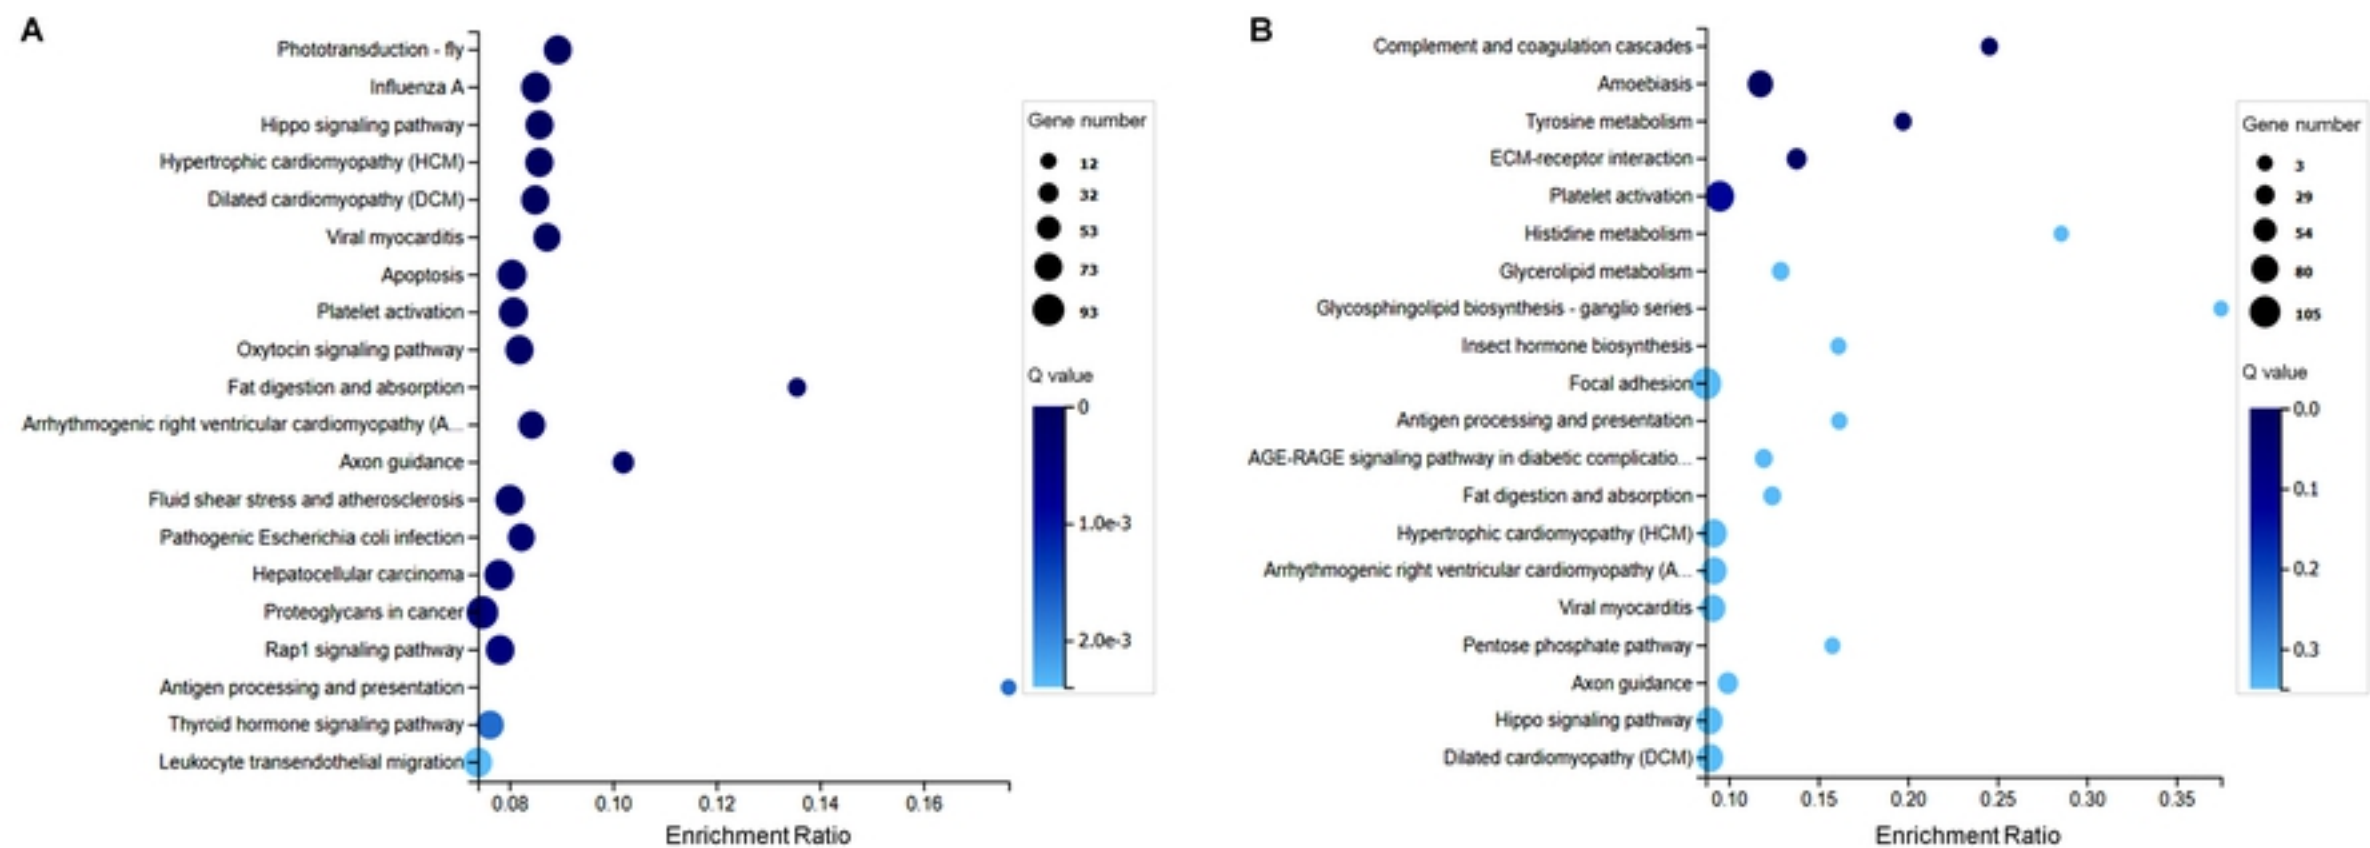 A
Phototransduction - fly
Influenza A
Hippo signaling pathway
Hypertrophic cardiomyopathy (HCM)
Dilated cardiomyopathy (DCM)
Viral myocarditis
Apoptosis
Platelet activation
Oxytocin signaling pathway
Fat digestion and absorption
Arrhythmogenic right ventricular cardiomyopathy (A...
Axon guidance
Fluid shear stress and atherosclerosis
Pathogenic Escherichia coli infection
Hepatocellular carcinoma
Proteoglycans in cancer
Rap1 signaling pathway
Antigen processing and presentation
Thyroid hormone signaling pathway
Leukocyte transendothelial migration
0.08 0.10 0.12 0.14 0.16
Enrichment Ratio
Gene number
12
32
53
73
93
Q value
0
1.0e-3
2.0e-3
B
Complement and coagulation cascades
Amoebiasis
Tyrosine metabolism
ECM-receptor interaction
Platelet activation
Histidine metabolism
Glycerolipid metabolism
Glycosphingolipid biosynthesis - ganglio series
Insect hormone biosynthesis
Focal adhesion
Antigen processing and presentation
AGE-RAGE signaling pathway in diabetic complicatio...
Fat digestion and absorption
Hypertrophic cardiomyopathy (HCM)
Arrhythmogenic right ventricular cardiomyopathy (A...
Viral myocarditis
Pentose phosphate pathway
Axon guidance
Hippo signaling pathway
Dilated cardiomyopathy (DCM)
0.10 0.15 0.20 0.25 0.30 0.35
Enrichment Ratio
Gene number
3
29
54
80
105
Q value
0.0
0.1
0.2
0.3